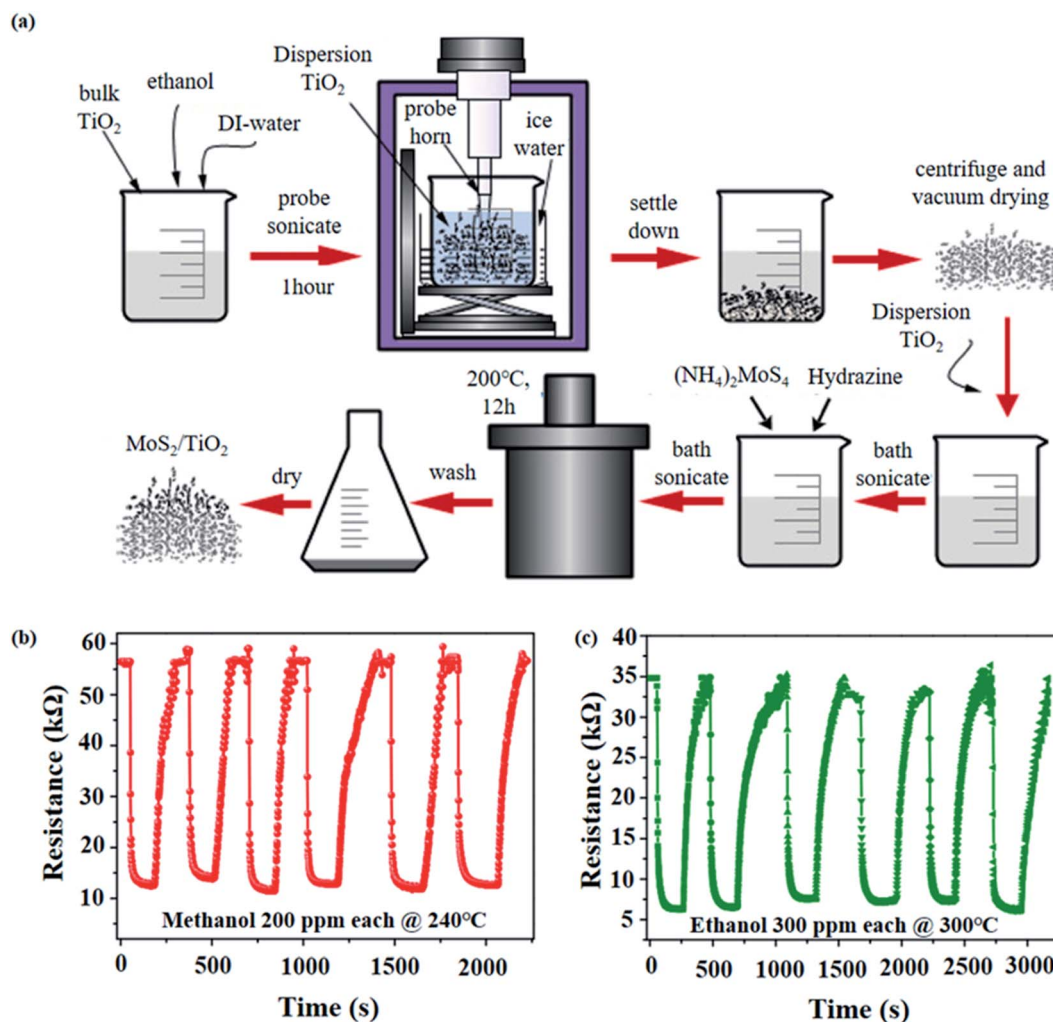 (a)
bulk
TiO2
ethanol
DI-water
probe
sonicate
1hour
Dispersion
TiO2
probe
horn
ice
water
settle
down
centrifuge and
vacuum drying
Dispersion
TiO2
(NH4)2MoS4 Hydrazine
bath
sonicate
bath
sonicate
200°C,
12h
wash
dry
MoS2/TiO2
(b)
60
50
40
30
20
10
Resistance (kΩ)
Methanol 200 ppm each @ 240°C
0 500 1000 1500 2000
Time (s)
(c)
40
35
30
25
20
15
10
5
Resistance (kΩ)
Ethanol 300 ppm each @ 300°C
0 500 1000 1500 2000 2500 3000
Time (s)